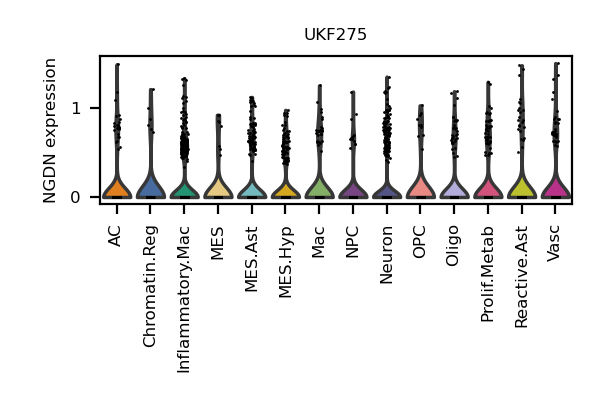 UKF275
NGDN expression
1
0
AC
Chromatin.Reg
Inflammatory.Mac
MES
MES.Ast
MES.Hyp
Mac
NPC
Neuron
OPC
Oligo
Prolif.Metab
Reactive.Ast
Vasc